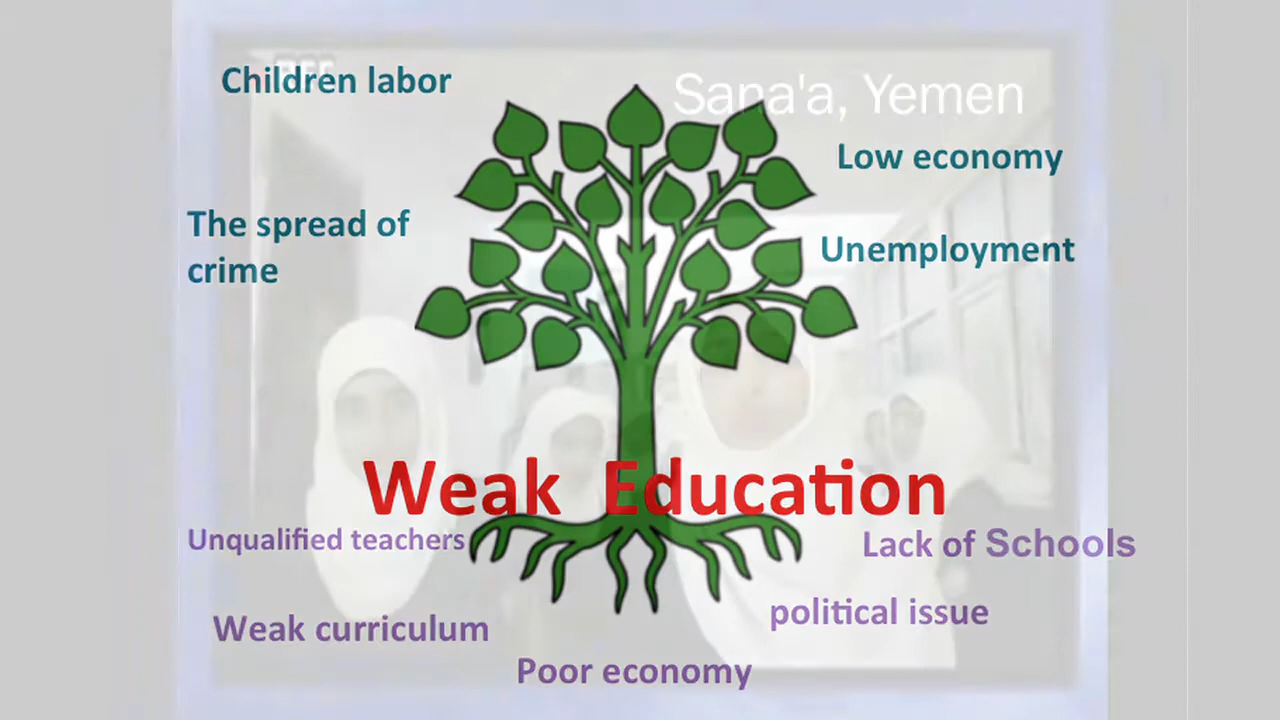 Children labor
Sana'a, Yemen
Low economy
The spread of
crime
Unemployment
Weak Education
Unqualified teachers
Lack of Schools
political issue
Weak curriculum
Poor economy